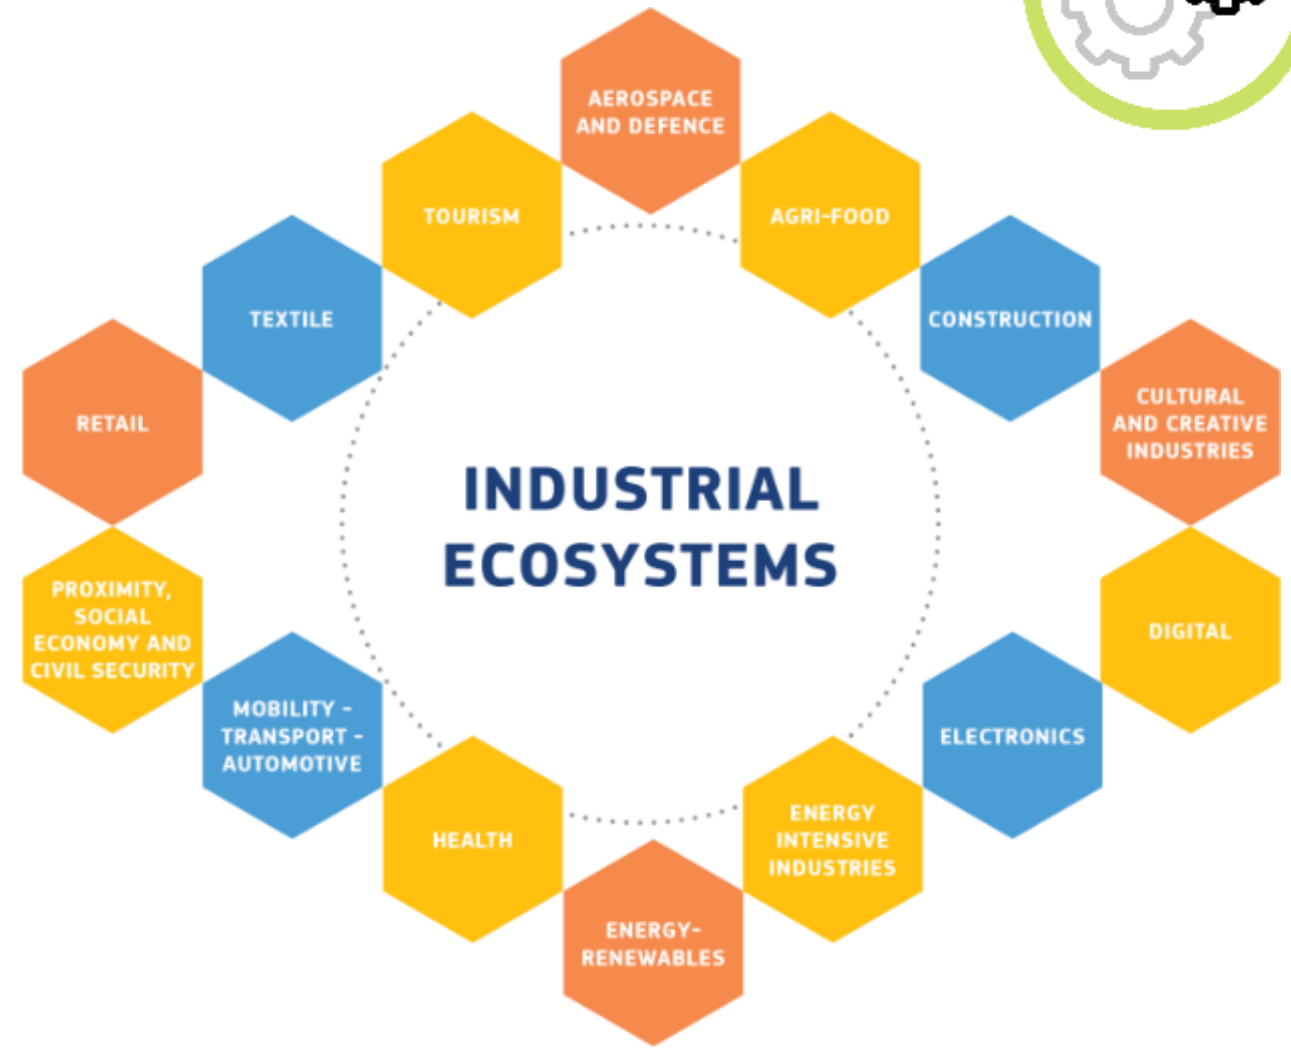 AEROSPACE
AND DEFENCE
TOURISM
AGRI-FOOD
TEXTILE
CONSTRUCTION
RETAIL
CULTURAL
AND CREATIVE
INDUSTRIES
INDUSTRIAL
ECOSYSTEMS
PROXIMITY,
SOCIAL
ECONOMY AND
CIVIL SECURITY
DIGITAL
MOBILITY -
TRANSPORT -
AUTOMOTIVE
ELECTRONICS
HEALTH
ENERGY
INTENSIVE
INDUSTRIES
ENERGY-
RENEWABLES